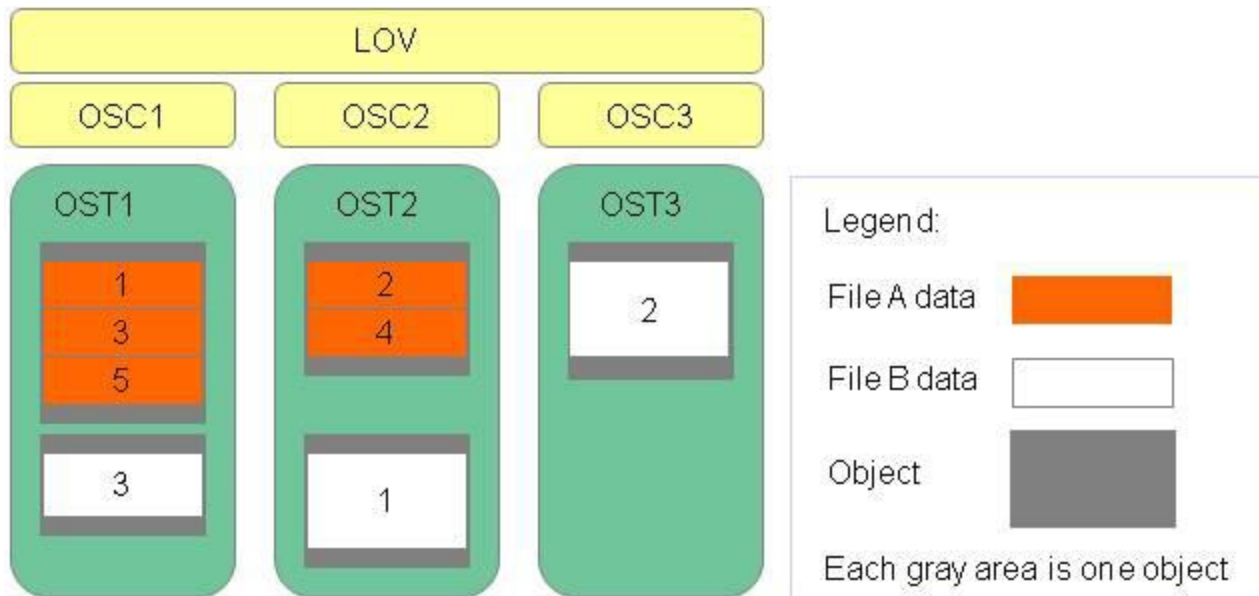 LOV
OSC1
OSC2
OSC3
OST1
1
3
5
3
OST2
2
4
1
OST3
2
Legend:
File A data
File B data
Object
Each gray area is one object